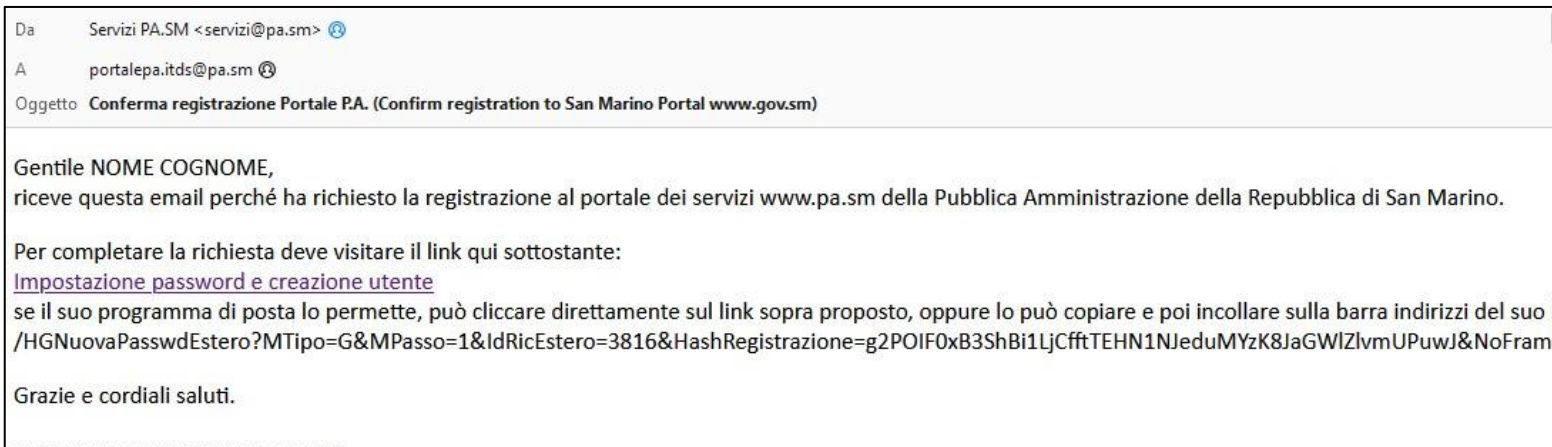 Da Servizi PA.SM <servizi@pa.sm>
A portalepa.itds@pa.sm
Oggetto Conferma registrazione Portale P.A. (Confirm registration to San Marino Portal www.gov.sm)
Gentile NOME COGNOME,
riceve questa email perché ha richiesto la registrazione al portale dei servizi www.pa.sm della Pubblica Amministrazione della Repubblica di San Marino.
Per completare la richiesta deve visitare il link qui sottostante:
Impostazione password e creazione utente
se il suo programma di posta lo permette, può cliccare direttamente sul link sopra proposto, oppure lo può copiare e poi incollare sulla barra indirizzi del suo
/HGNuovaPasswdEstero?MTipo=G&MPasso=1&IdRicEstero=3816&HashRegistrazione=g2POIF0xB3ShBi1LjCfftTEHN1NJeduMYzK8JaGWlZlvmUPuwJ&NoFram
Grazie e cordiali saluti.